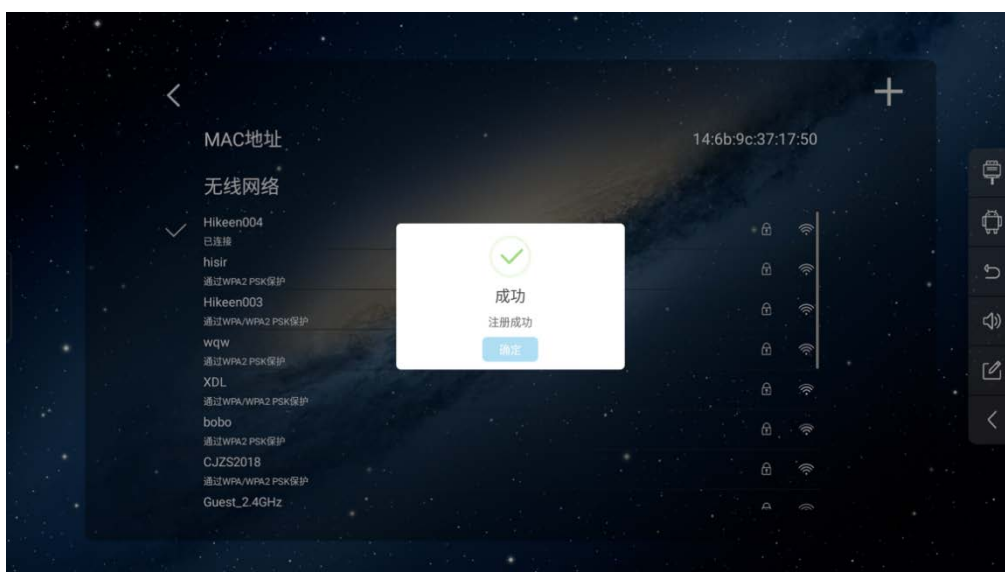 MAC地址
14:6b:9c:37:17:50
无线网络
Hikeen004
已连接
hisir
通过WPA2 PSK保护
Hikeen003
通过WPA/WPA2 PSK保护
wqw
通过WPA2 PSK保护
XDL
通过WPA/WPA2 PSK保护
bobo
通过WPA2 PSK保护
CJZS2018
通过WPA/WPA2 PSK保护
Guest_2.4GHz
成功
注册成功
确定